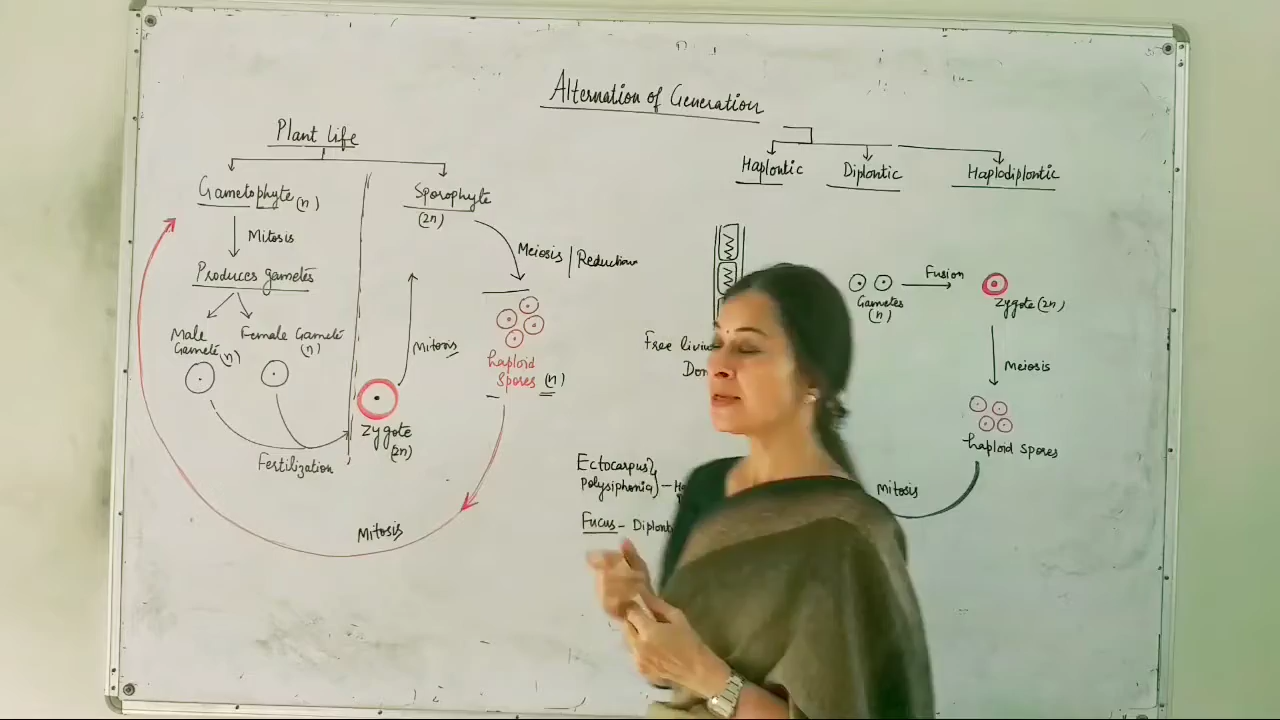 Alternation of Generation
Plant life
Gametophyte (n)
Mitosis
Produces gametes
Male
Gamete (n)
Female Gamete
(n)
Fertilization
Sporophyte
(2n)
Meiosis | Reduction
Mitosis
haploid
Spores (n)
Zygote
(2n)
Mitosis
Haplontic
Diplontic
Haplodiplontic
Free livin
Gametes
(n)
Fusion
Zygote (2n)
Meiosis
haploid spores
Mitosis
Ectocarpus
polysiphonia) –
Fucus –